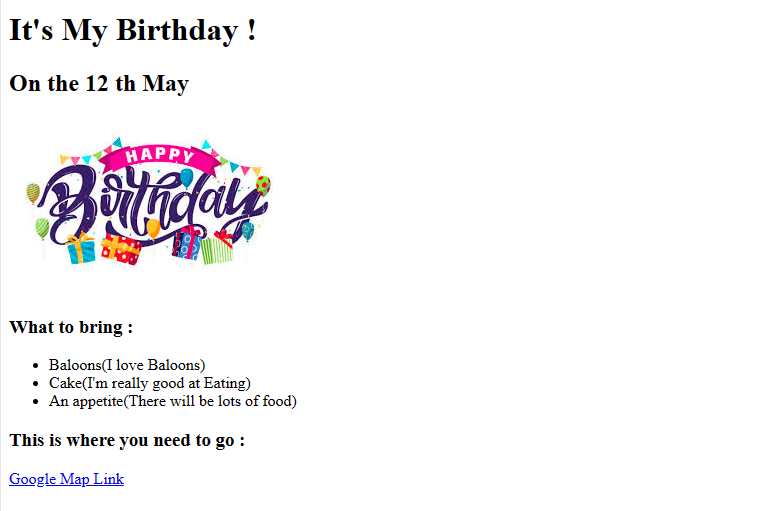 It's My Birthday !
On the 12 th May
HAPPY
Birthday
What to bring :
Baloons(I love Baloons)
Cake(I'm really good at Eating)
An appetite(There will be lots of food)
This is where you need to go :
Google Map Link